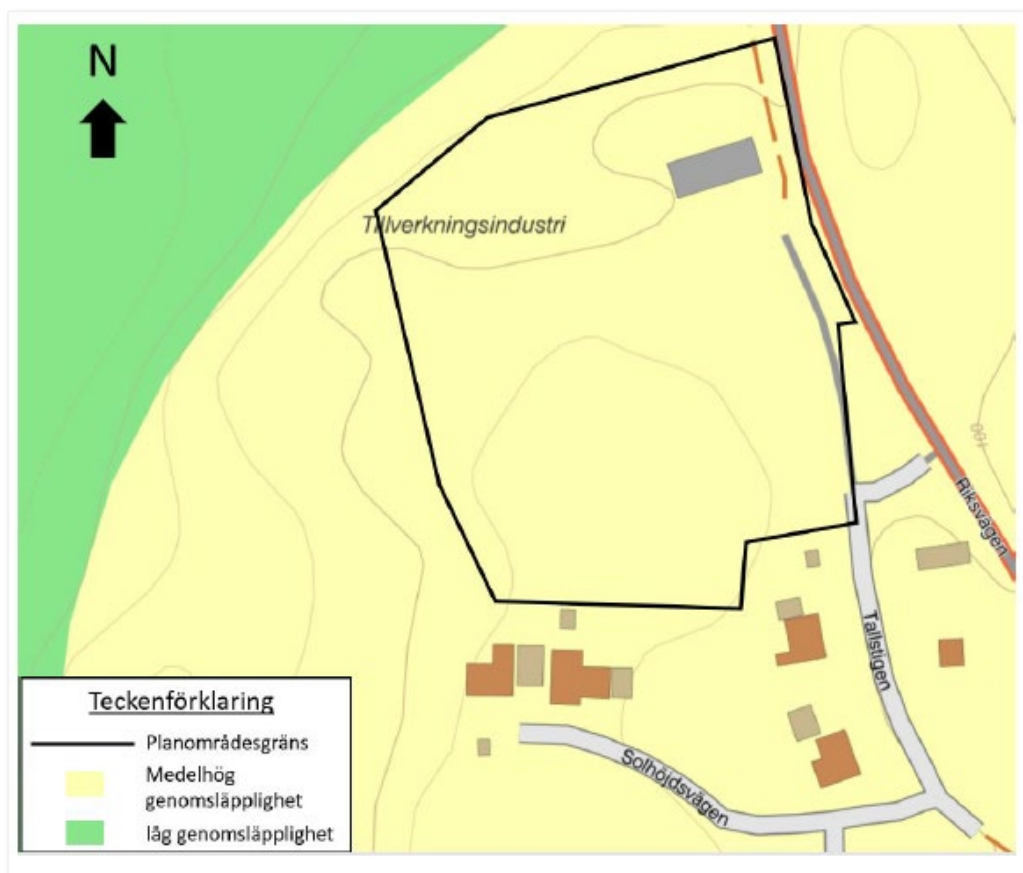 N
Tillverkningsindustri
100
Riksvägen
Tallstigen
Solhöjdsvägen
Teckenförklaring
Planområdesgräns
Medelhög
genomsläpplighet
låg genomsläpplighet